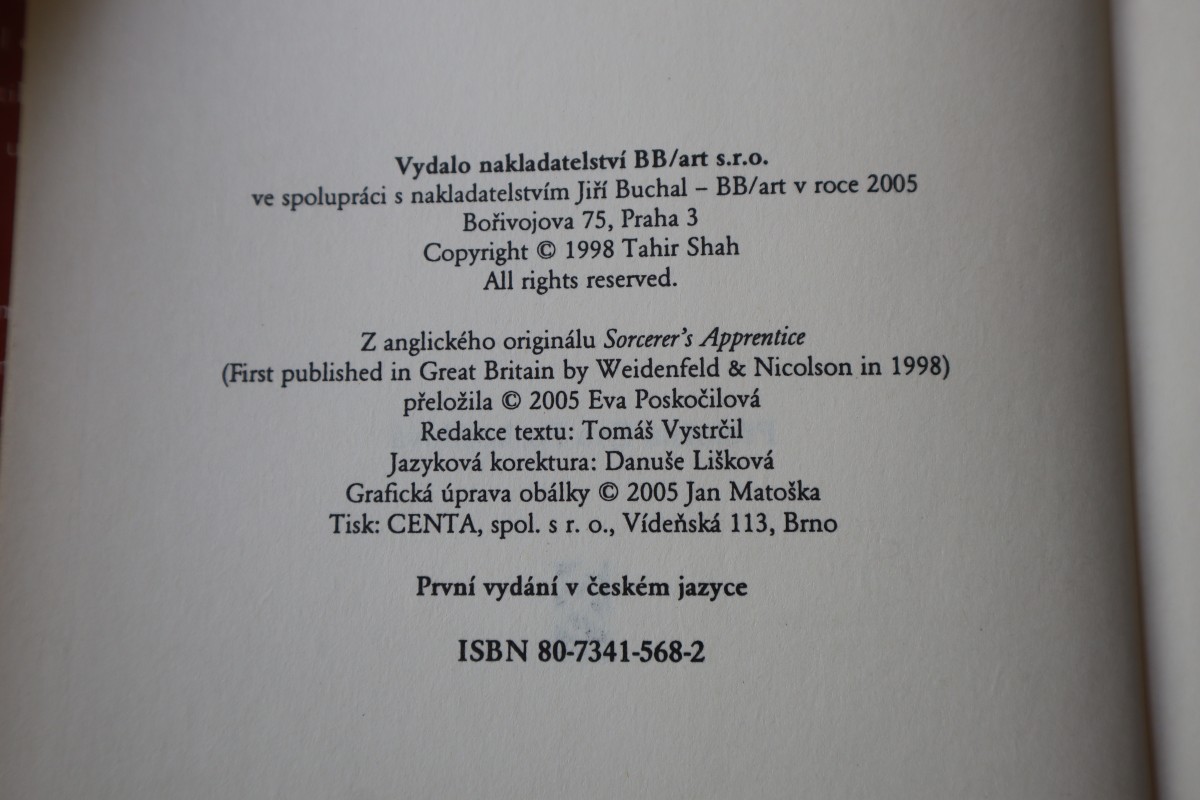 Vydalo nakladatelství BB/art s.r.o.
ve spolupráci s nakladatelstvím Jiří Buchal – BB/art v roce 2005
Bořivojova 75, Praha 3
Copyright © 1998 Tahir Shah
All rights reserved.
Z anglického originálu Sorcerer's Apprentice
(First published in Great Britain by Weidenfeld & Nicolson in 1998)
přeložila © 2005 Eva Poskočilová
Redakce textu: Tomáš Vystrčil
Jazyková korektura: Danuše Lišková
Grafická úprava obálky © 2005 Jan Matoška
Tisk: CENTA, spol. s r. o., Vídeňská 113, Brno
První vydání v českém jazyce
ISBN 80-7341-568-2